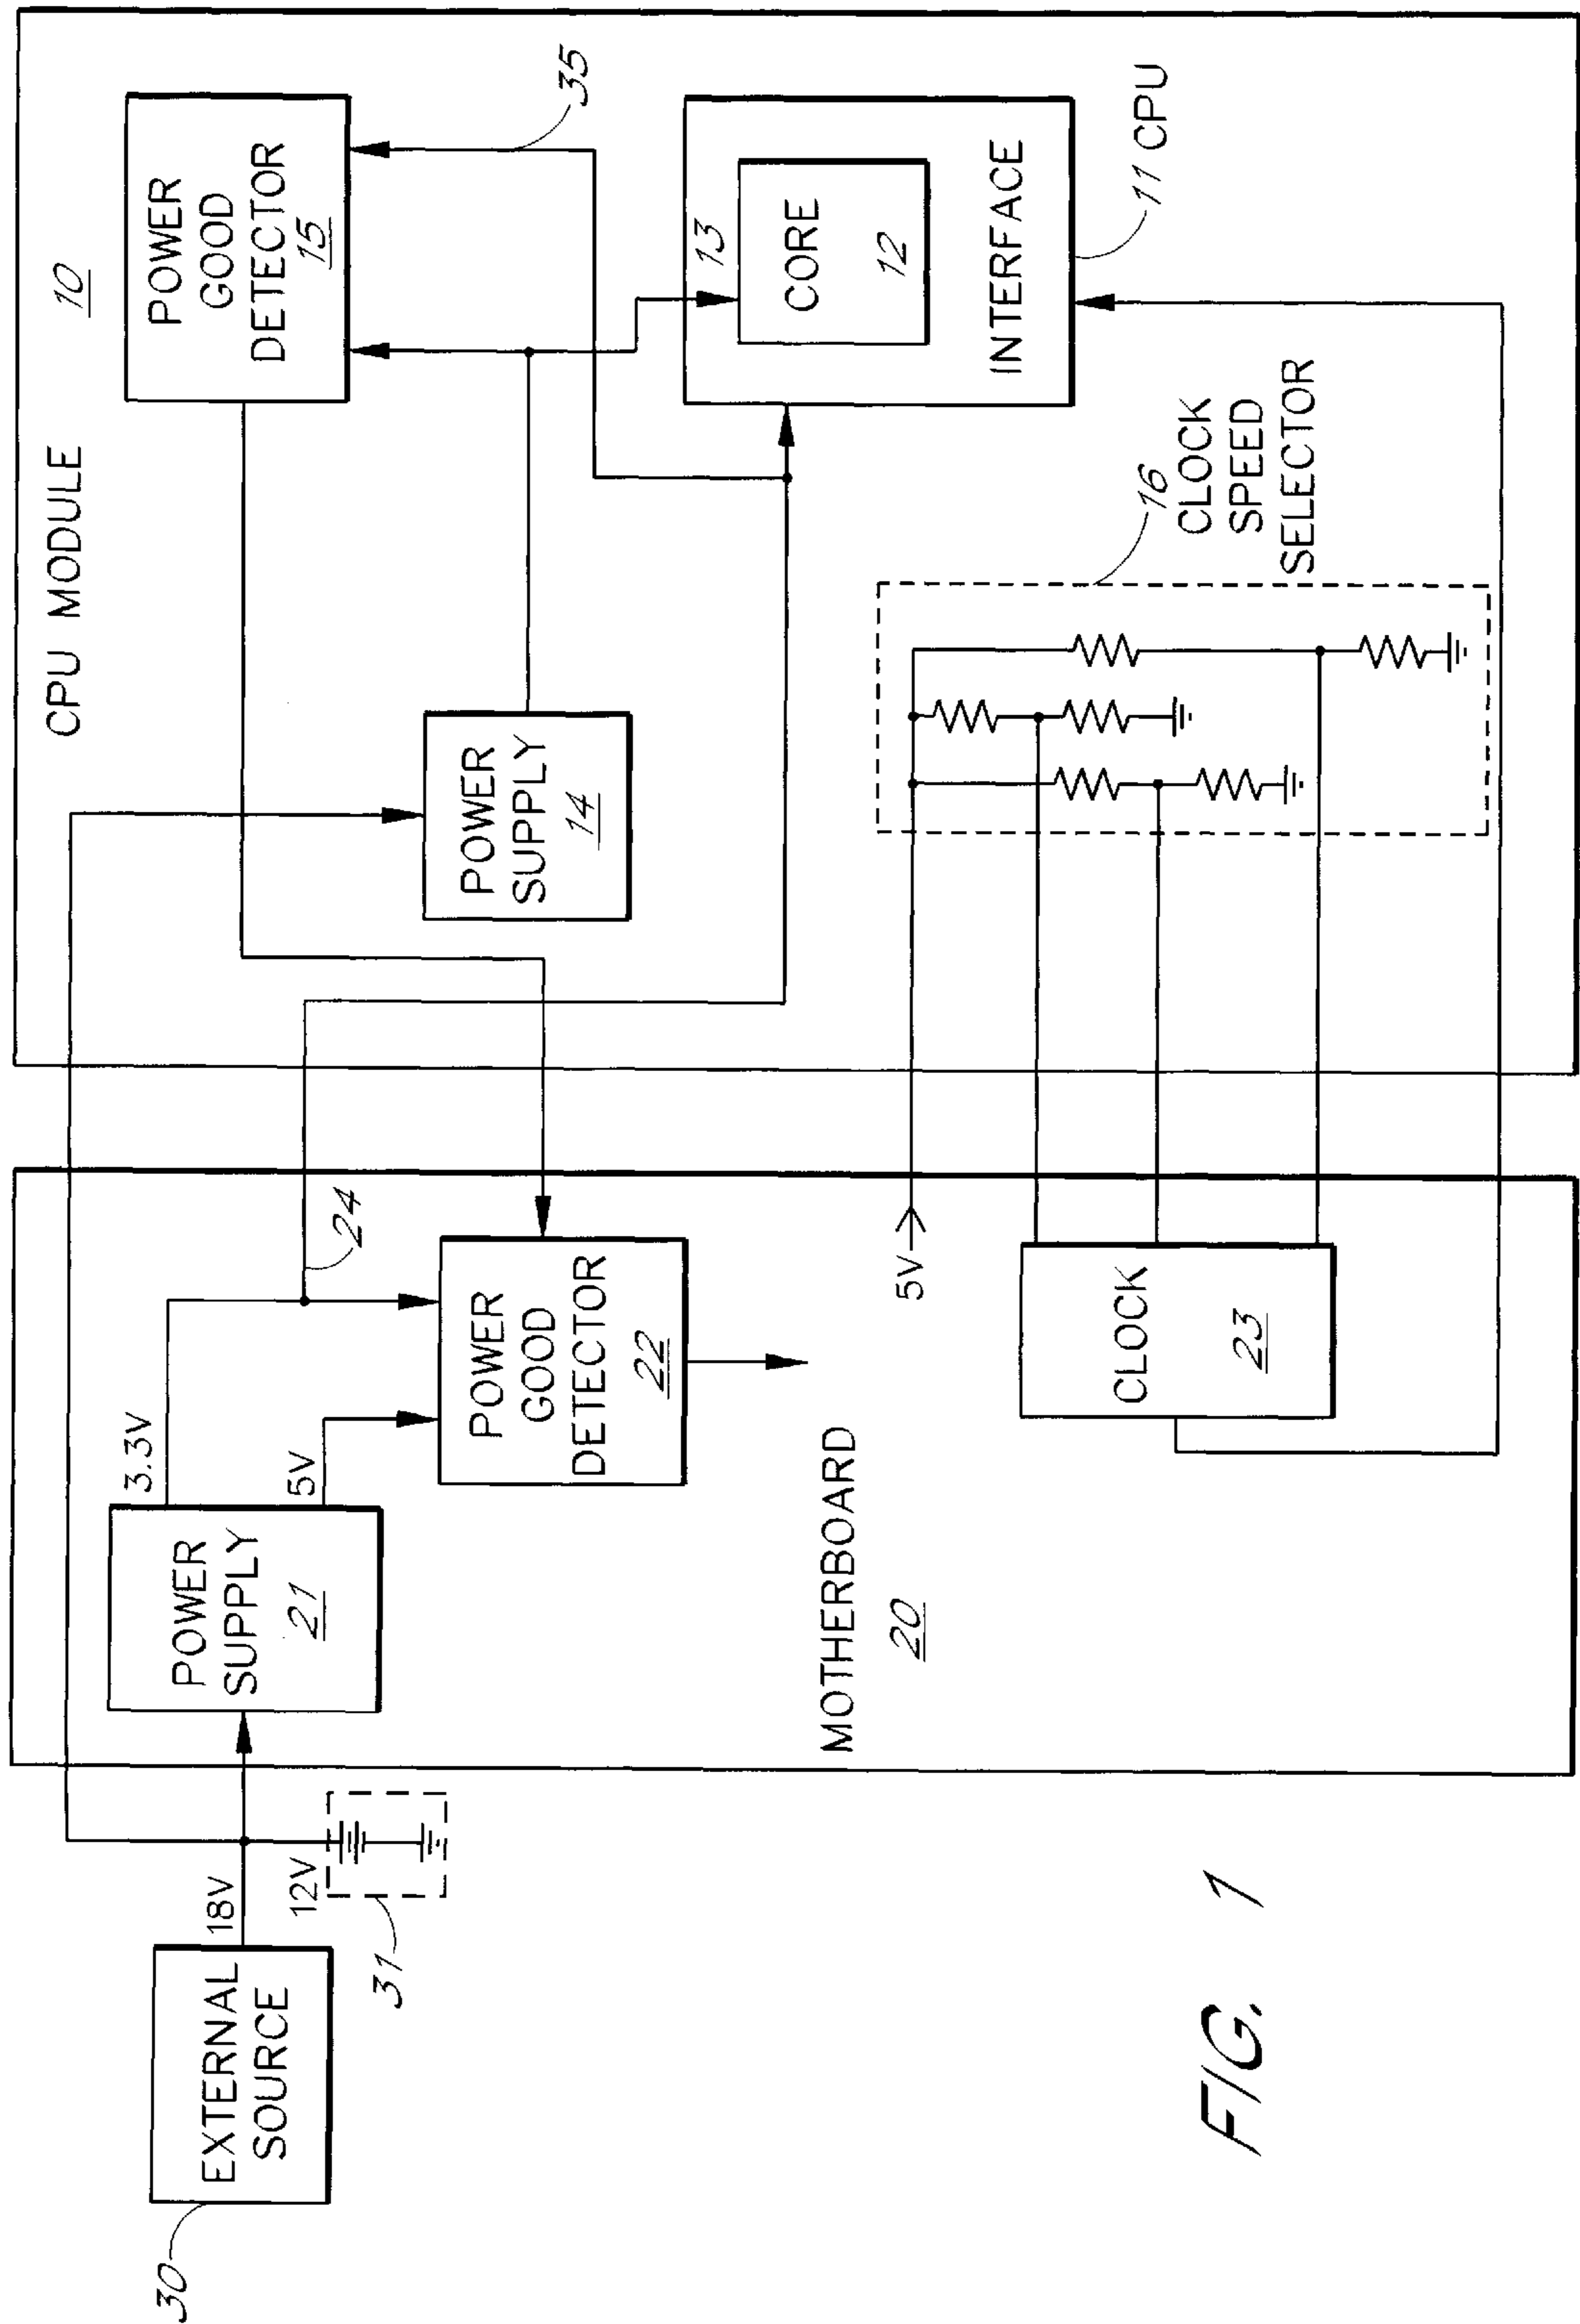 CPU MODULE
10
POWER
GOOD
DETECTOR
15
35
POWER
SUPPLY
14
13
CORE
12
INTERFACE
11 CPU
16
CLOCK
SPEED
SELECTOR
30
EXTERNAL
SOURCE
18V
12V
31
POWER
SUPPLY
21
3.3V
5V
24
POWER
GOOD
DETECTOR
22
MOTHERBOARD
20
5V
CLOCK
23
FIG. 1